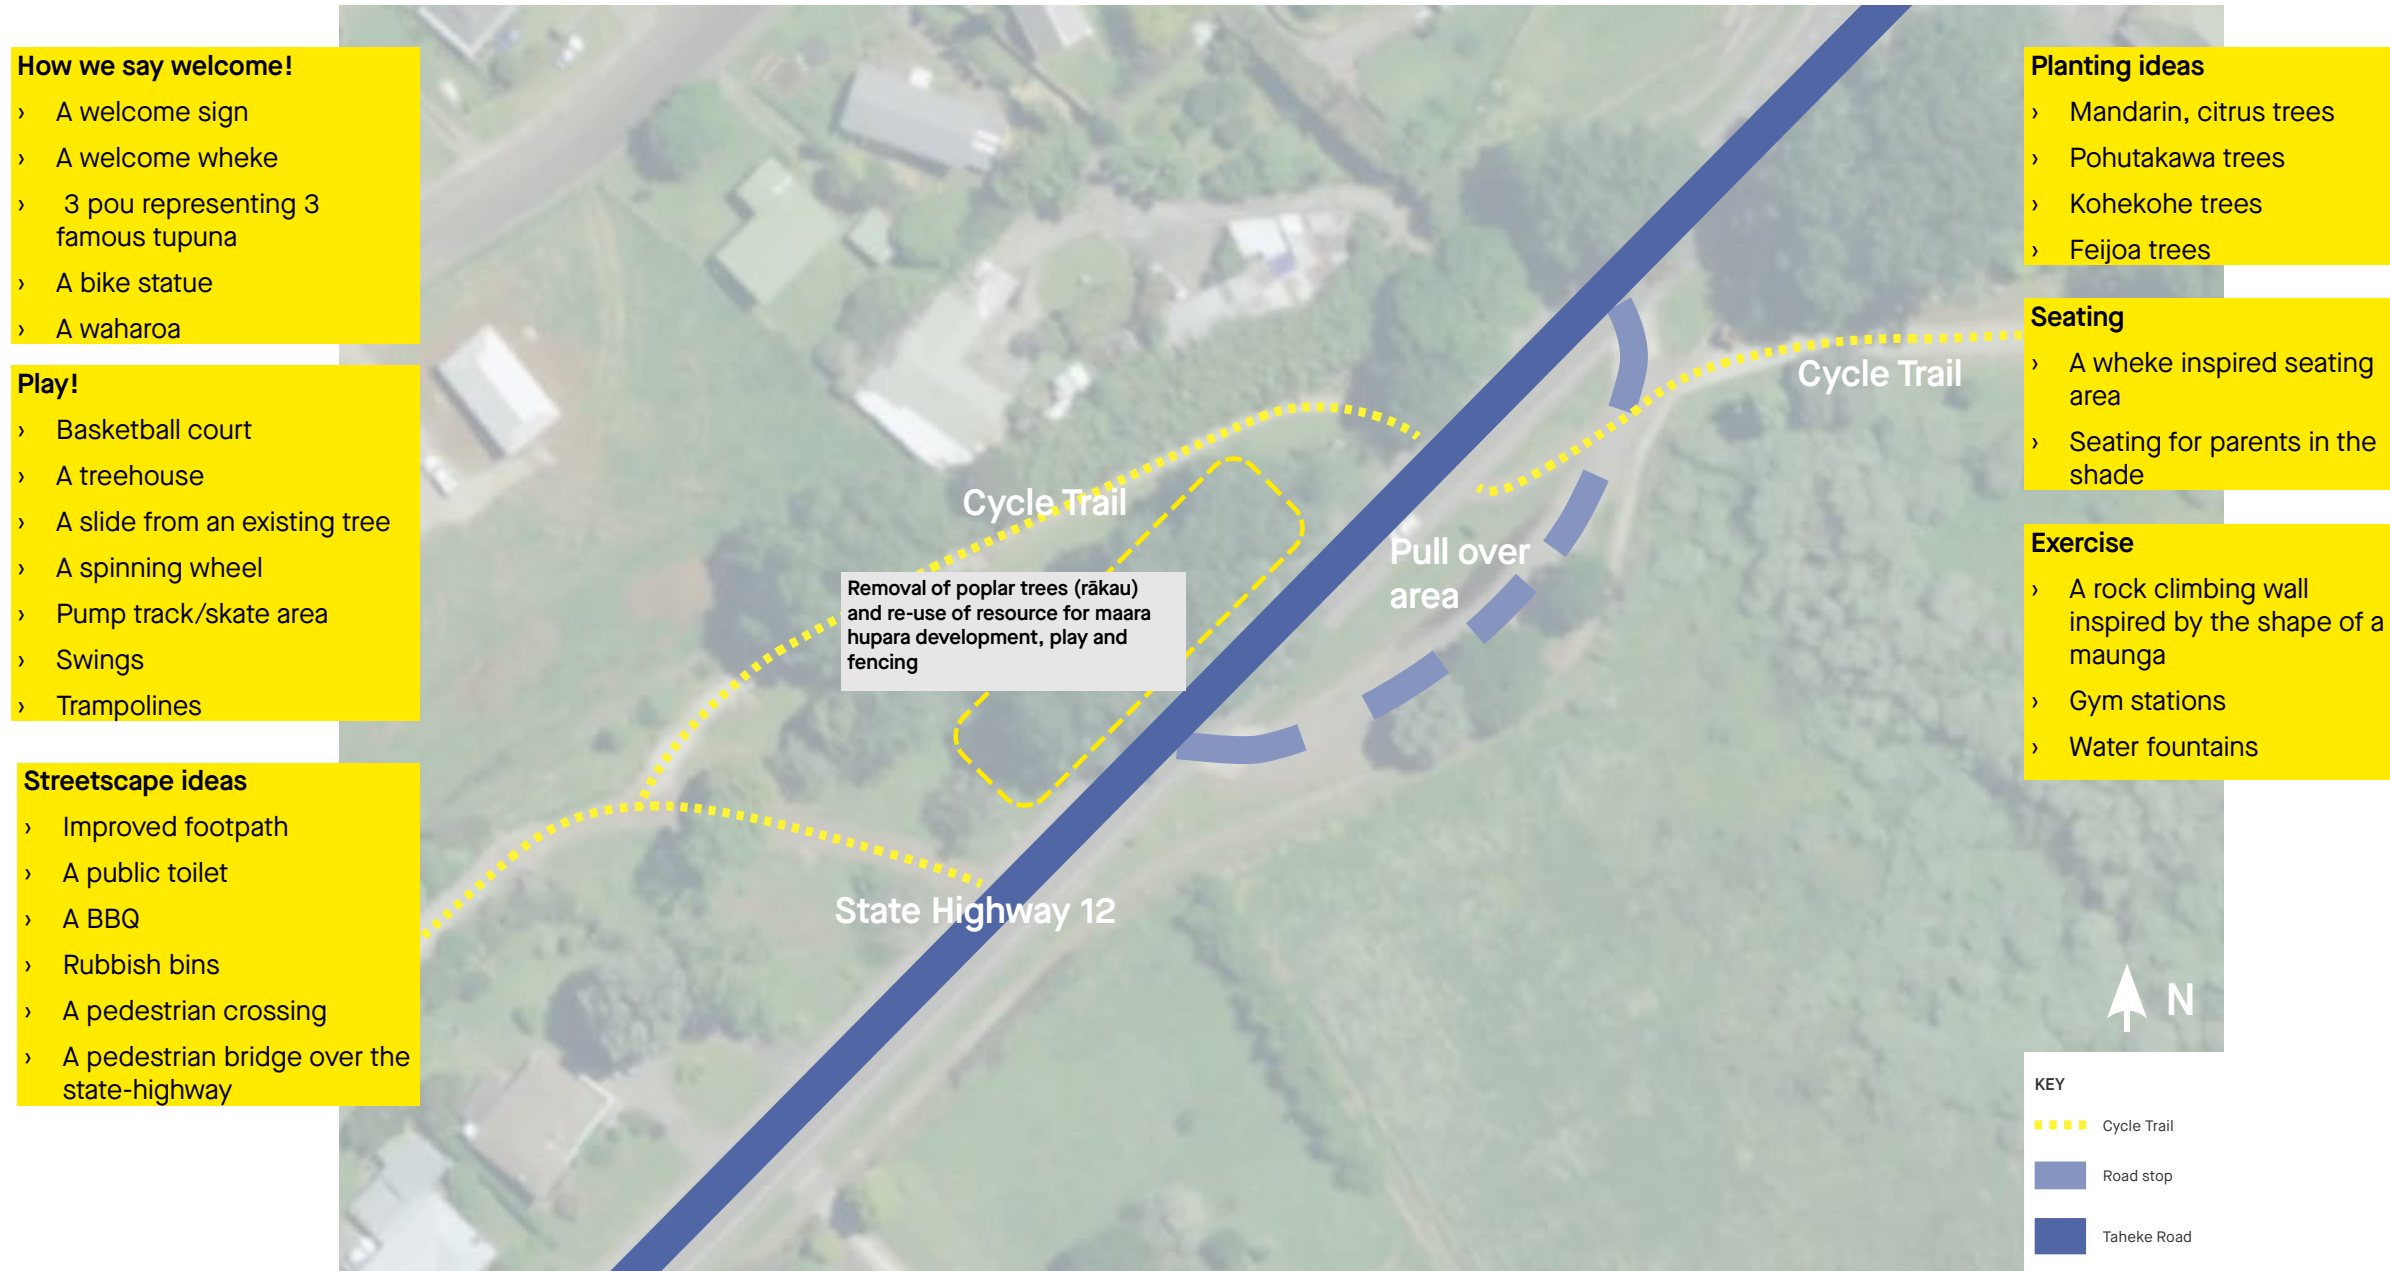 How we say welcome!
› A welcome sign
› A welcome wheke
› 3 pou representing 3
famous tupuna
› A bike statue
› A waharoa
Play!
› Basketball court
› A treehouse
› A slide from an existing tree
› A spinning wheel
› Pump track/skate area
› Swings
› Trampolines
Streetscape ideas
› Improved footpath
› A public toilet
› A BBQ
› Rubbish bins
› A pedestrian crossing
› A pedestrian bridge over the
state-highway
Cycle Trail
Removal of poplar trees (rākau)
and re-use of resource for maara
hupara development, play and
fencing
State Highway 12
Pull over
area
Cycle Trail
Planting ideas
› Mandarin, citrus trees
› Pohutakawa trees
› Kohekohe trees
› Feijoa trees
Seating
› A wheke inspired seating
area
› Seating for parents in the
shade
Exercise
› A rock climbing wall
inspired by the shape of a
maunga
› Gym stations
› Water fountains
N
KEY
Cycle Trail
Road stop
Taheke Road